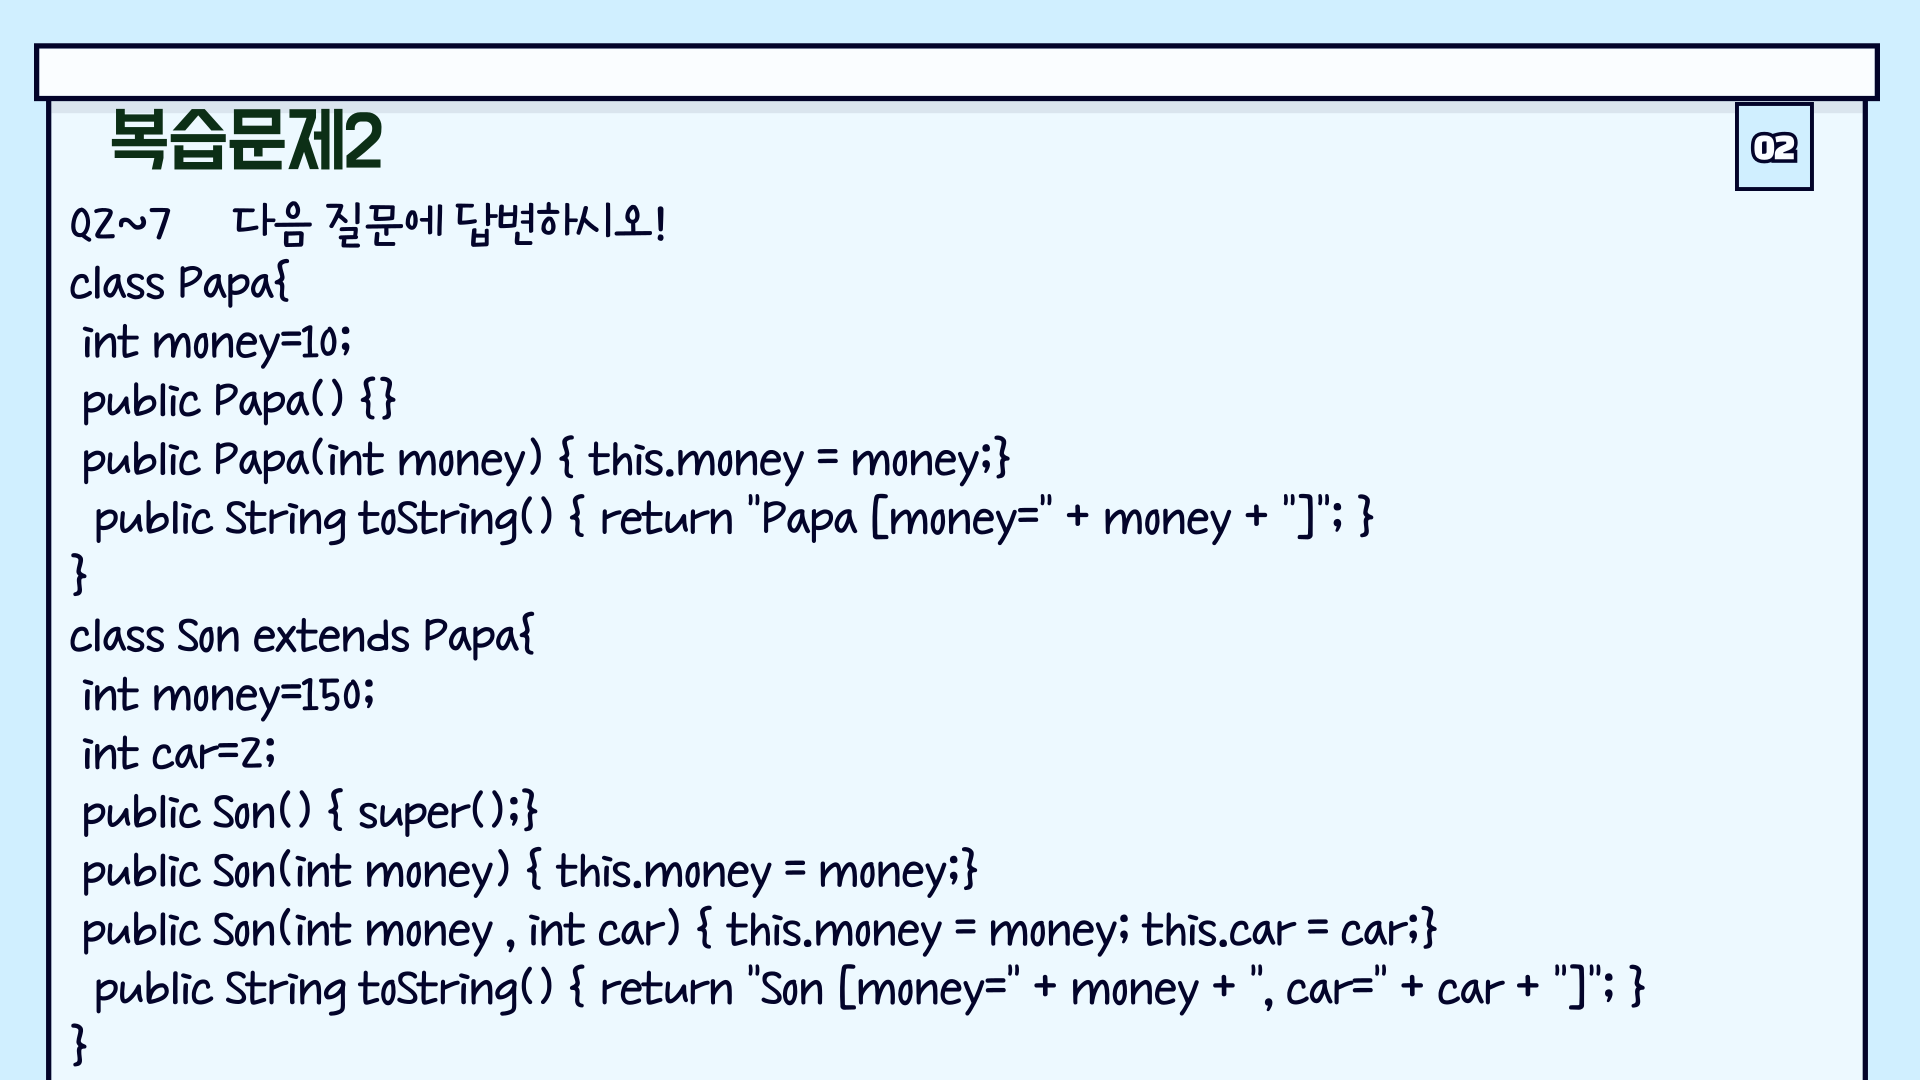 복습문제2
02
Q2~7 다음 질문에 답변하시오!
class Papa{
int money=10;
public Papa() {}
public Papa(int money) { this.money = money;}
public String toString() { return "Papa [money=" + money + "]"; }
}
class Son extends Papa{
int money=150;
int car=2;
public Son() { super();}
public Son(int money) { this.money = money;}
public Son(int money , int car) { this.money = money; this.car = car;}
public String toString() { return "Son [money=" + money + ", car=" + car + "]"; }
}